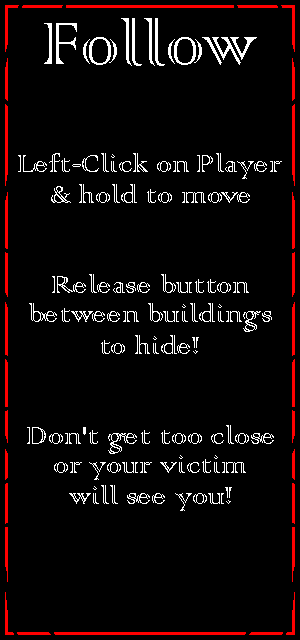 Follow
Left-Click on Player
& hold to move
Release button
between buildings
to hide!
Don't get too close
or your victim
will see you!